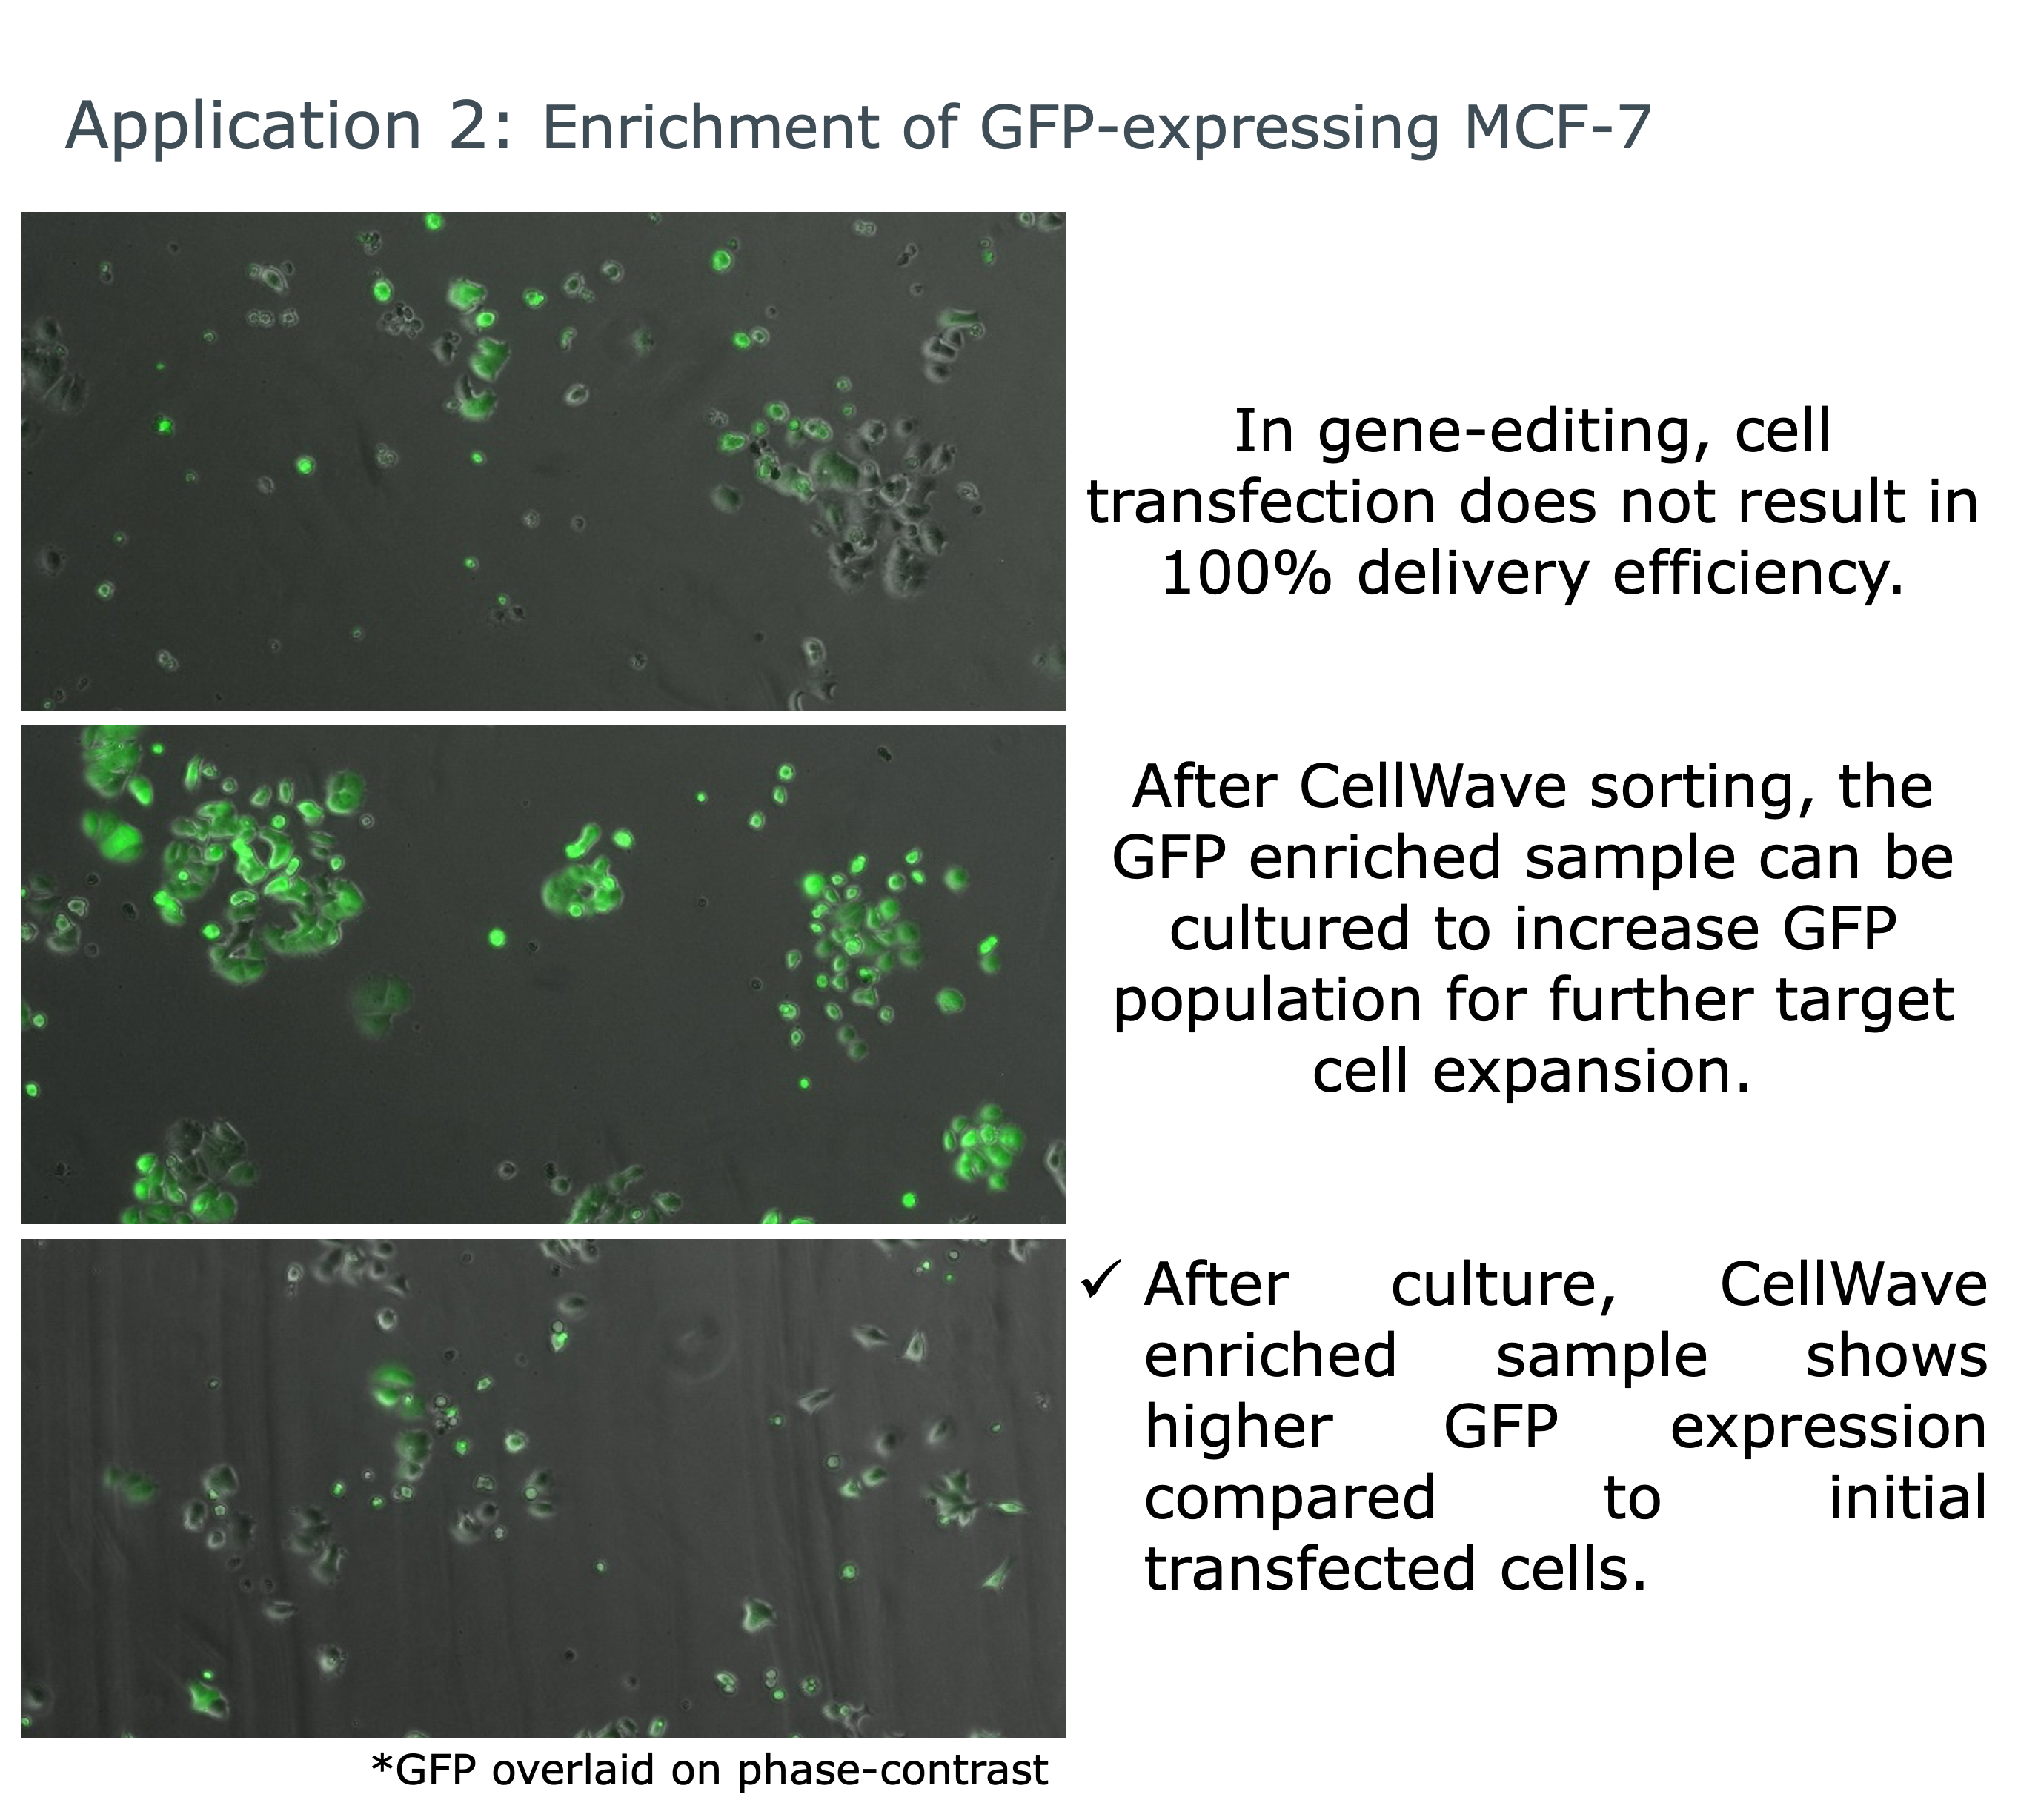 Application 2: Enrichment of GFP-expressing MCF-7
In gene-editing, cell
transfection does not result in
100% delivery efficiency.
After CellWave sorting, the
GFP enriched sample can be
cultured to increase GFP
population for further target
cell expansion.
✓ After culture, CellWave
enriched sample shows
higher GFP expression
compared to initial
transfected cells.
*GFP overlaid on phase-contrast